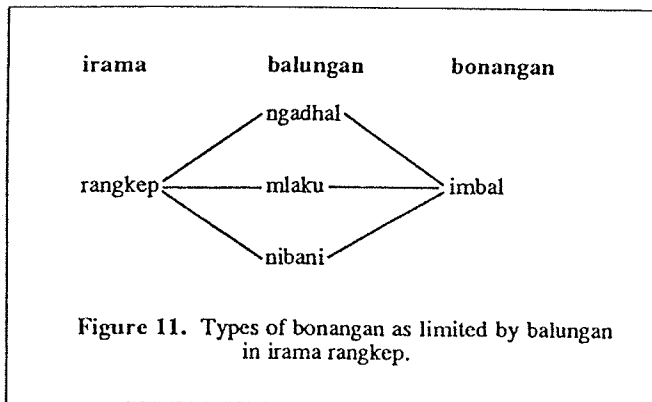 irama balungan bonangan
ngadhal
rangkep mlaku imbal
nibani
Figure 11. Types of bonangan as limited by balungan
in irama rangkep.